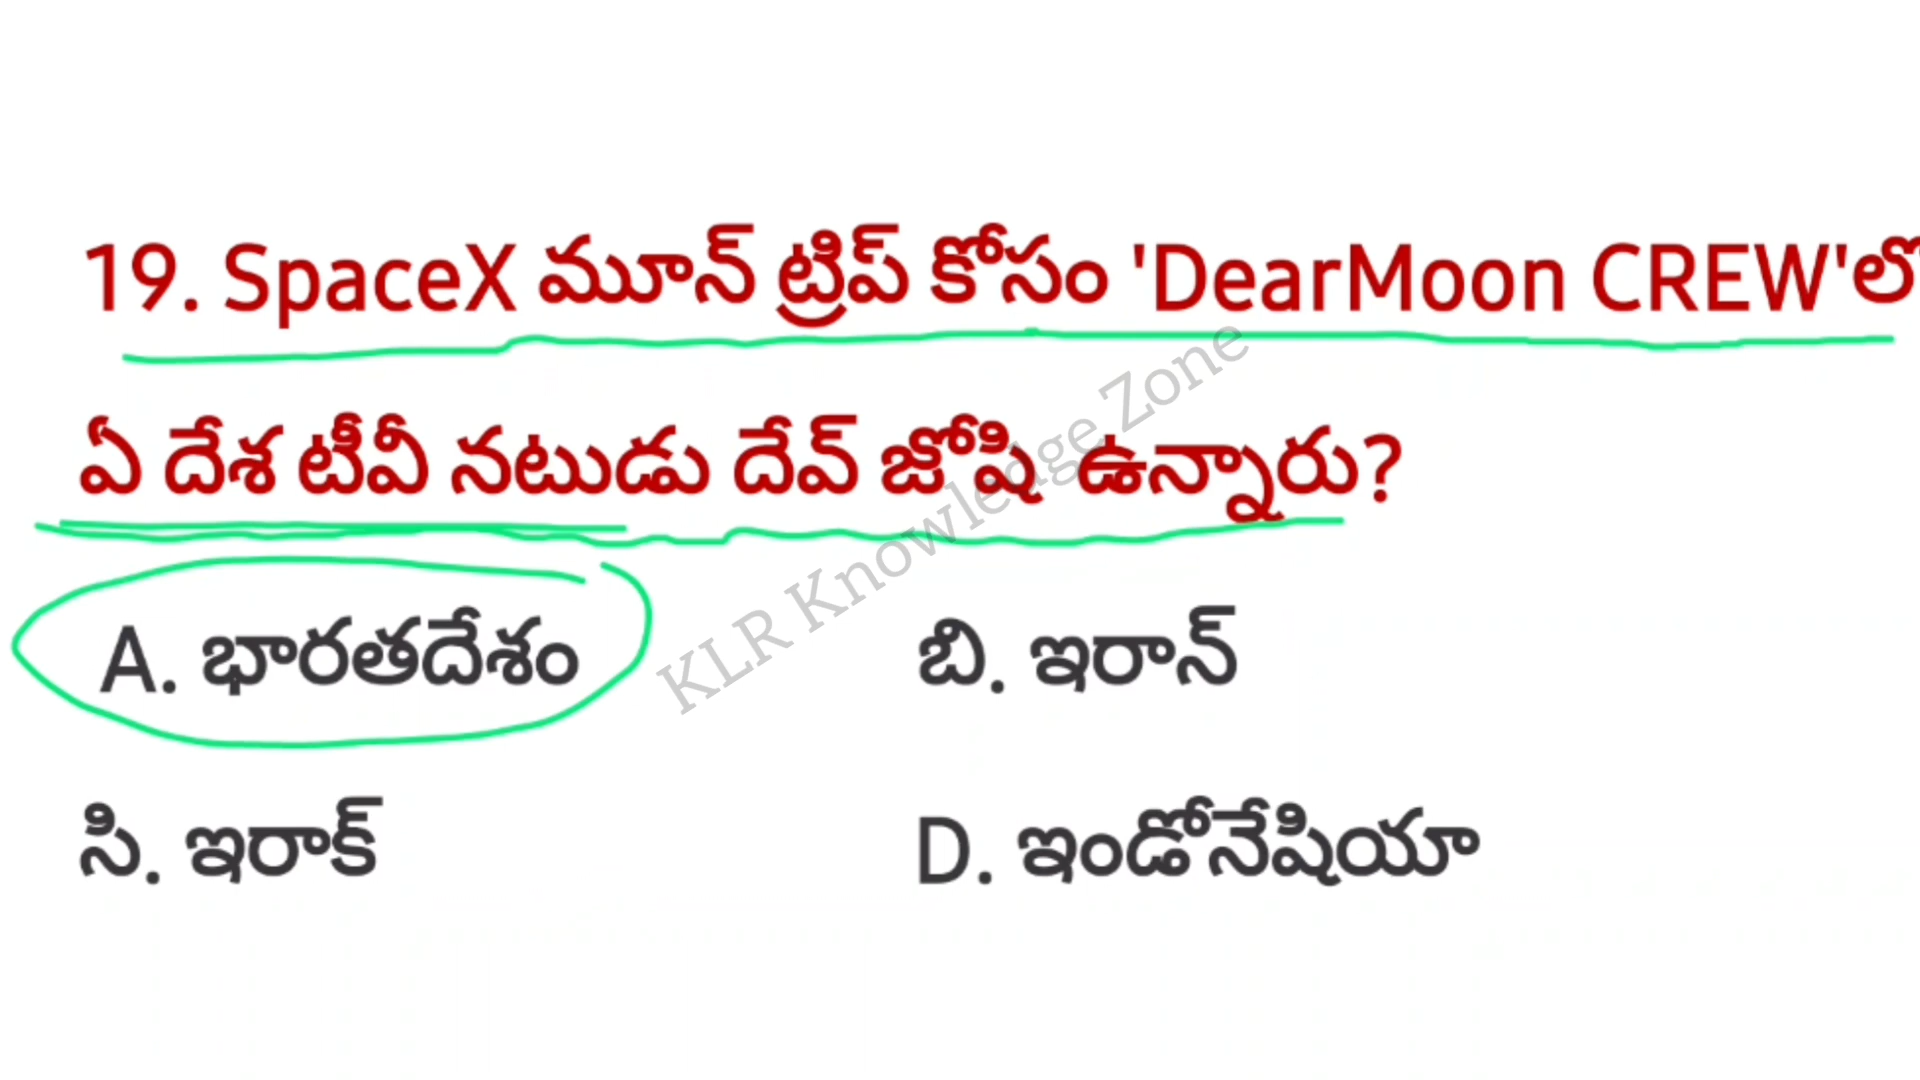 19. SpaceX మూన్ ట్రిప్ కోసం 'DearMoon CREW'లో
ఏ దేశ టీవీ నటుడు దేవ్ జోషి ఉన్నారు?
A. భారతదేశం
బి. ఇరాన్
సి. ఇరాక్
D. ఇండోనేషియా
KLR Knowledge Zone